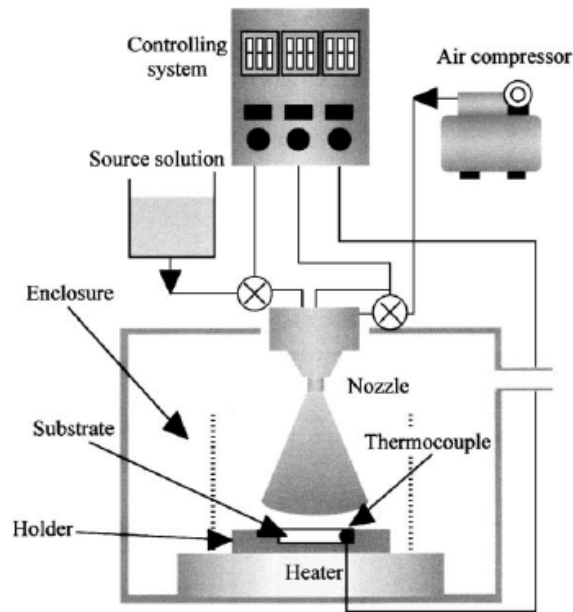 Controlling
system
Air compressor
Source solution
Enclosure
Nozzle
Substrate
Thermocouple
Holder
Heater